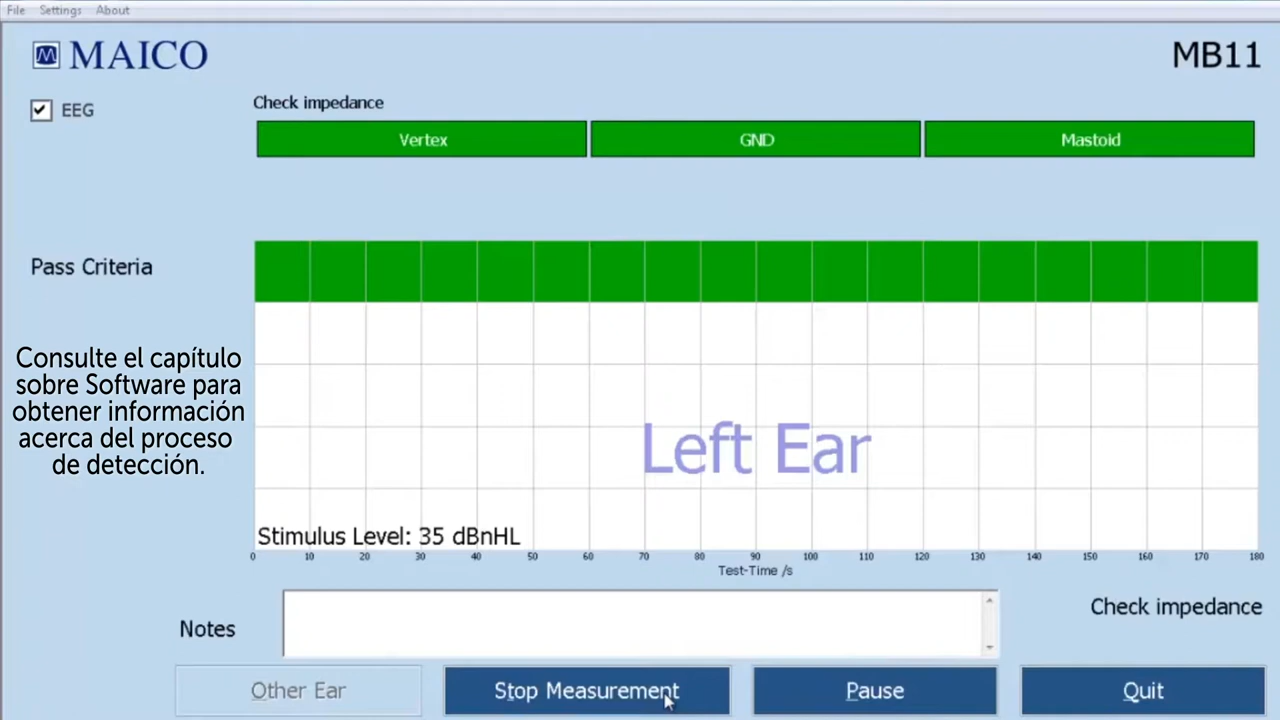 File Settings About
MAICO
MB11
EEG
Check impedance
Vertex GND Mastoid
Pass Criteria
Consulte el capítulo
sobre Software para
obtener información
acerca del proceso
de detección.
Left Ear
Stimulus Level: 35 dBnHL
0 10 20 30 40 50 60 70 80 90 100 110 120 130 140 150 160 170 180
Test-Time /s
Notes
Check impedance
Other Ear Stop Measurement Pause Quit